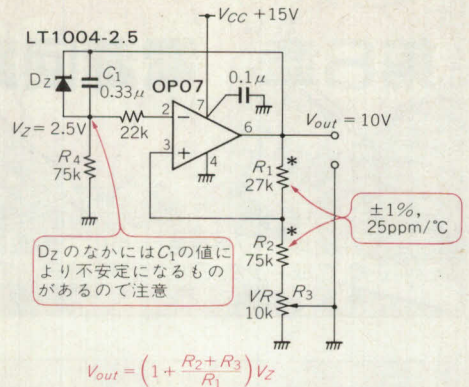 VCC +15V
LT1004-2.5
DZ
C1
0.33μ
OP07
0.1μ
7
2
−
VZ=2.5V
22k
6
Vout=10V
3
+
4
R4
75k
R1
*
27k
±1%,
25ppm/℃
R2
*
75k
DZのなかにはC1の値に
より不安定になるもの
があるので注意
VR
10k
R3
Vout=(1+(R2+R3)/R1)VZ